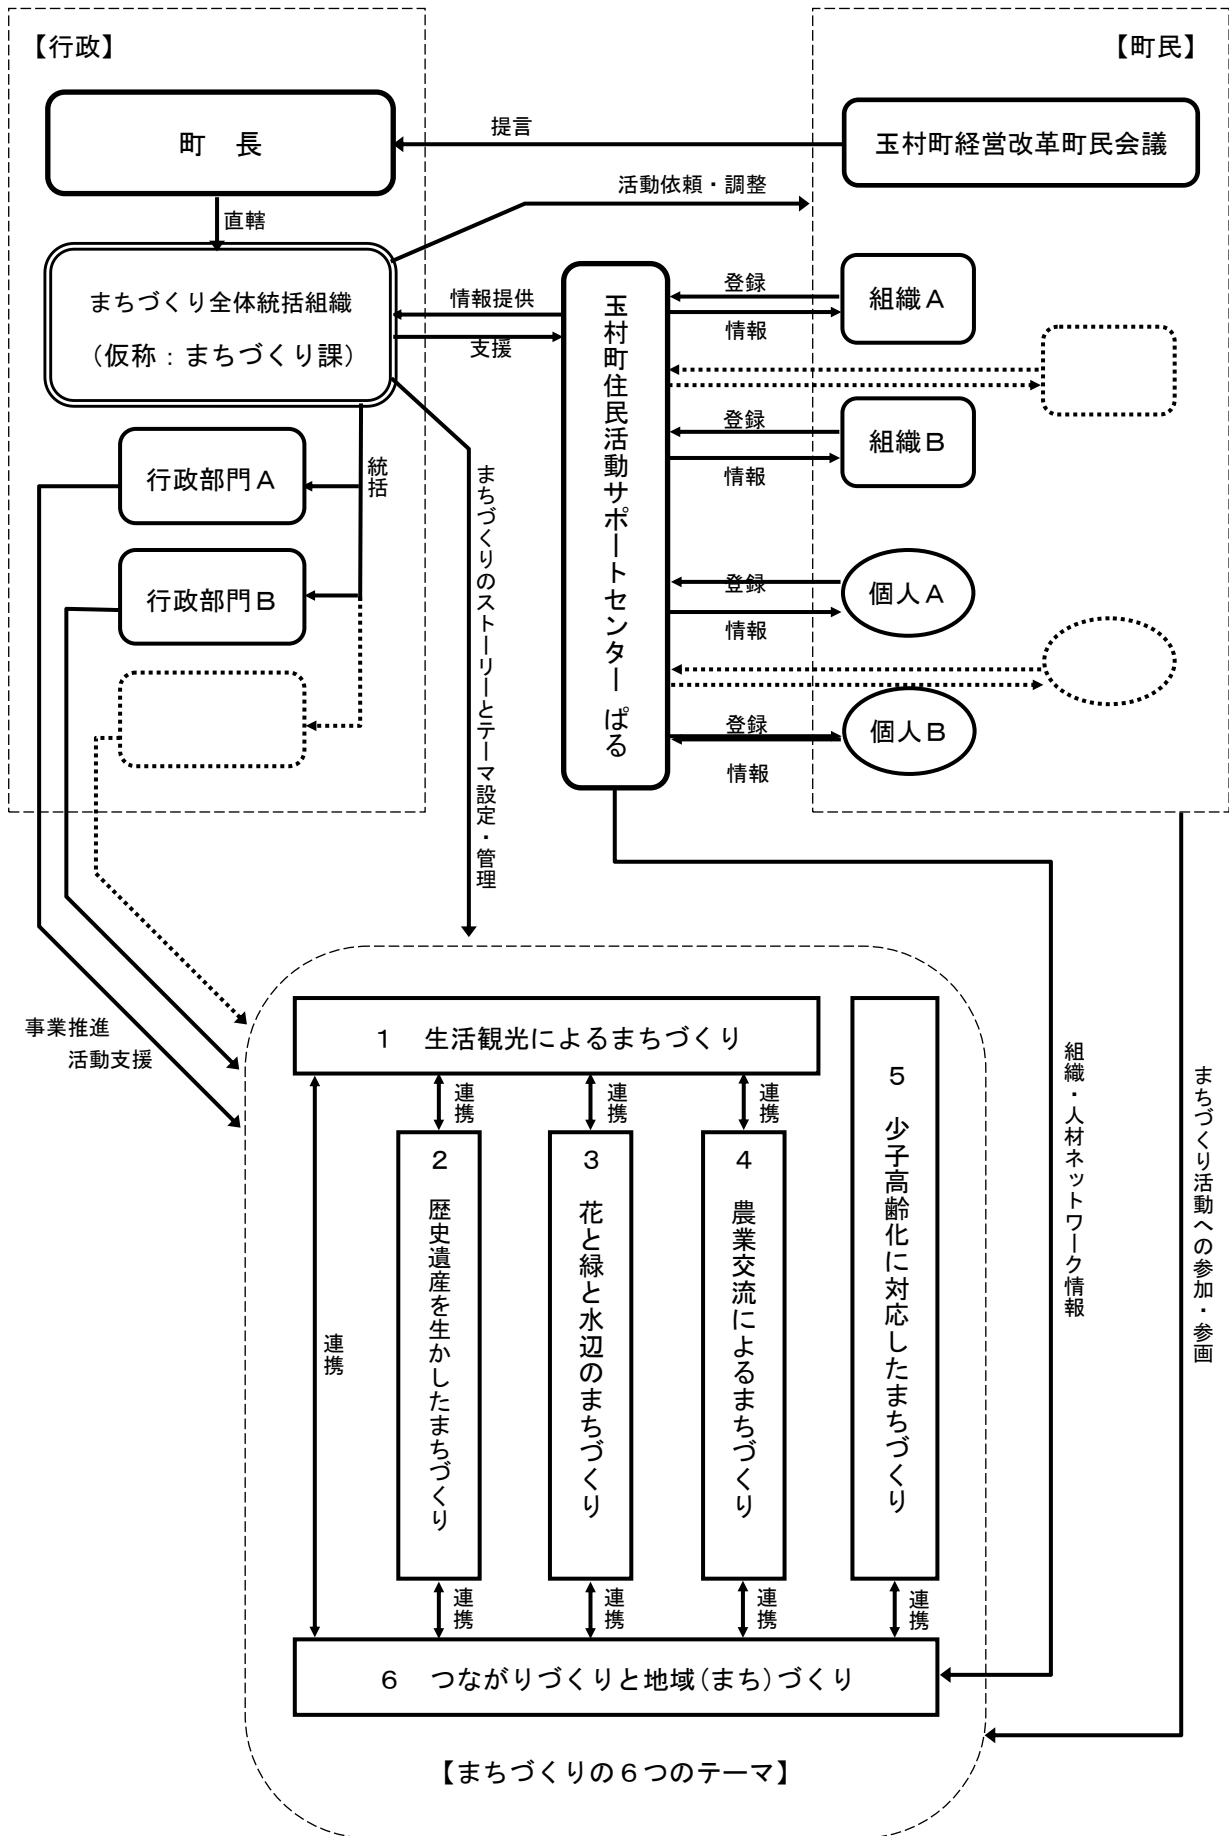 【行政】
【町民】
町　長
提言
玉村町経営改革町民会議
活動依頼・調整
直轄
まちづくり全体統括組織
（仮称：まちづくり課）
情報提供
支援
玉村町住民活動サポートセンター ぱる
登録
情報
組織Ａ
登録
情報
組織Ｂ
登録
情報
個人Ａ
登録
情報
個人Ｂ
統括
行政部門Ａ
行政部門Ｂ
まちづくりのストーリーとテーマ設定・管理
事業推進
活動支援
組織・人材ネットワーク情報
まちづくり活動への参加・参画
１　生活観光によるまちづくり
連携
連携
連携
連携
２　歴史遺産を生かしたまちづくり
３　花と緑と水辺のまちづくり
４　農業交流によるまちづくり
５　少子高齢化に対応したまちづくり
連携
連携
連携
連携
６　つながりづくりと地域（まち）づくり
【まちづくりの６つのテーマ】